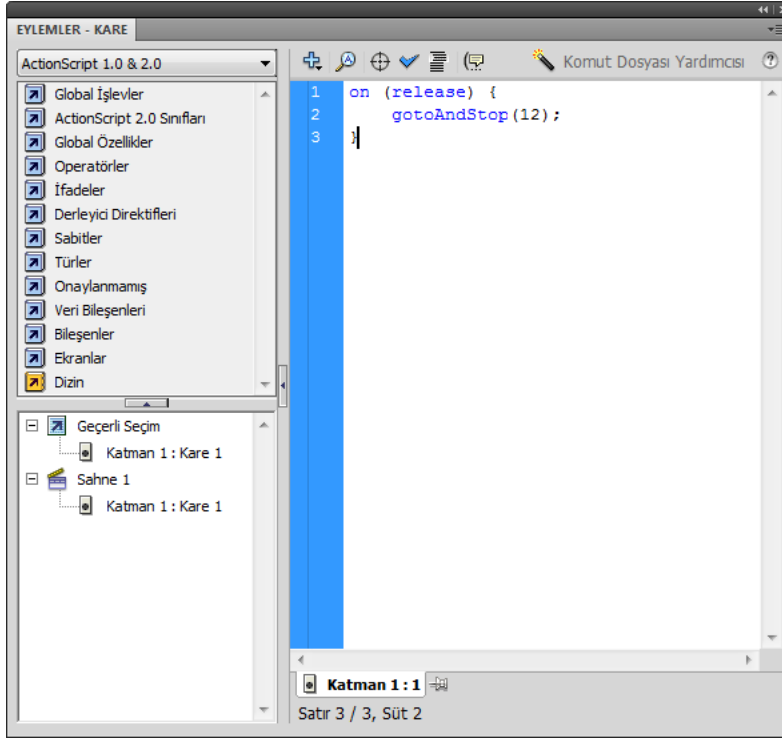 EYLEMLER - KARE
ActionScript 1.0 & 2.0
Global İşlevler
ActionScript 2.0 Sınıfları
Global Özellikler
Operatörler
İfadeler
Derleyici Direktifleri
Sabitler
Türler
Onaylanmamış
Veri Bileşenleri
Bileşenler
Ekranlar
Dizin
Geçerli Seçim
Katman 1 : Kare 1
Sahne 1
Katman 1 : Kare 1
Komut Dosyası Yardımcısı
1 on (release) {
2 gotoAndStop(12);
3 }
Katman 1 : 1
Satır 3 / 3, Süt 2